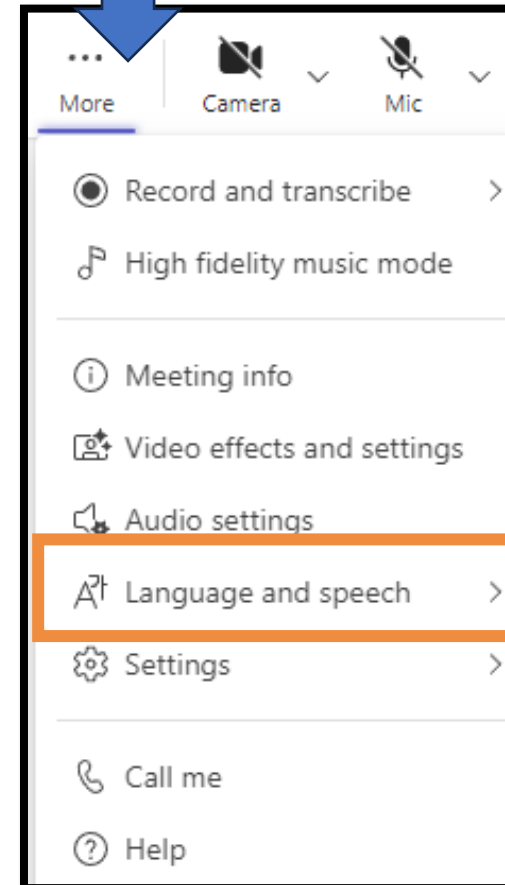 More Camera Mic
Record and transcribe
High fidelity music mode
Meeting info
Video effects and settings
Audio settings
Language and speech
Settings
Call me
Help